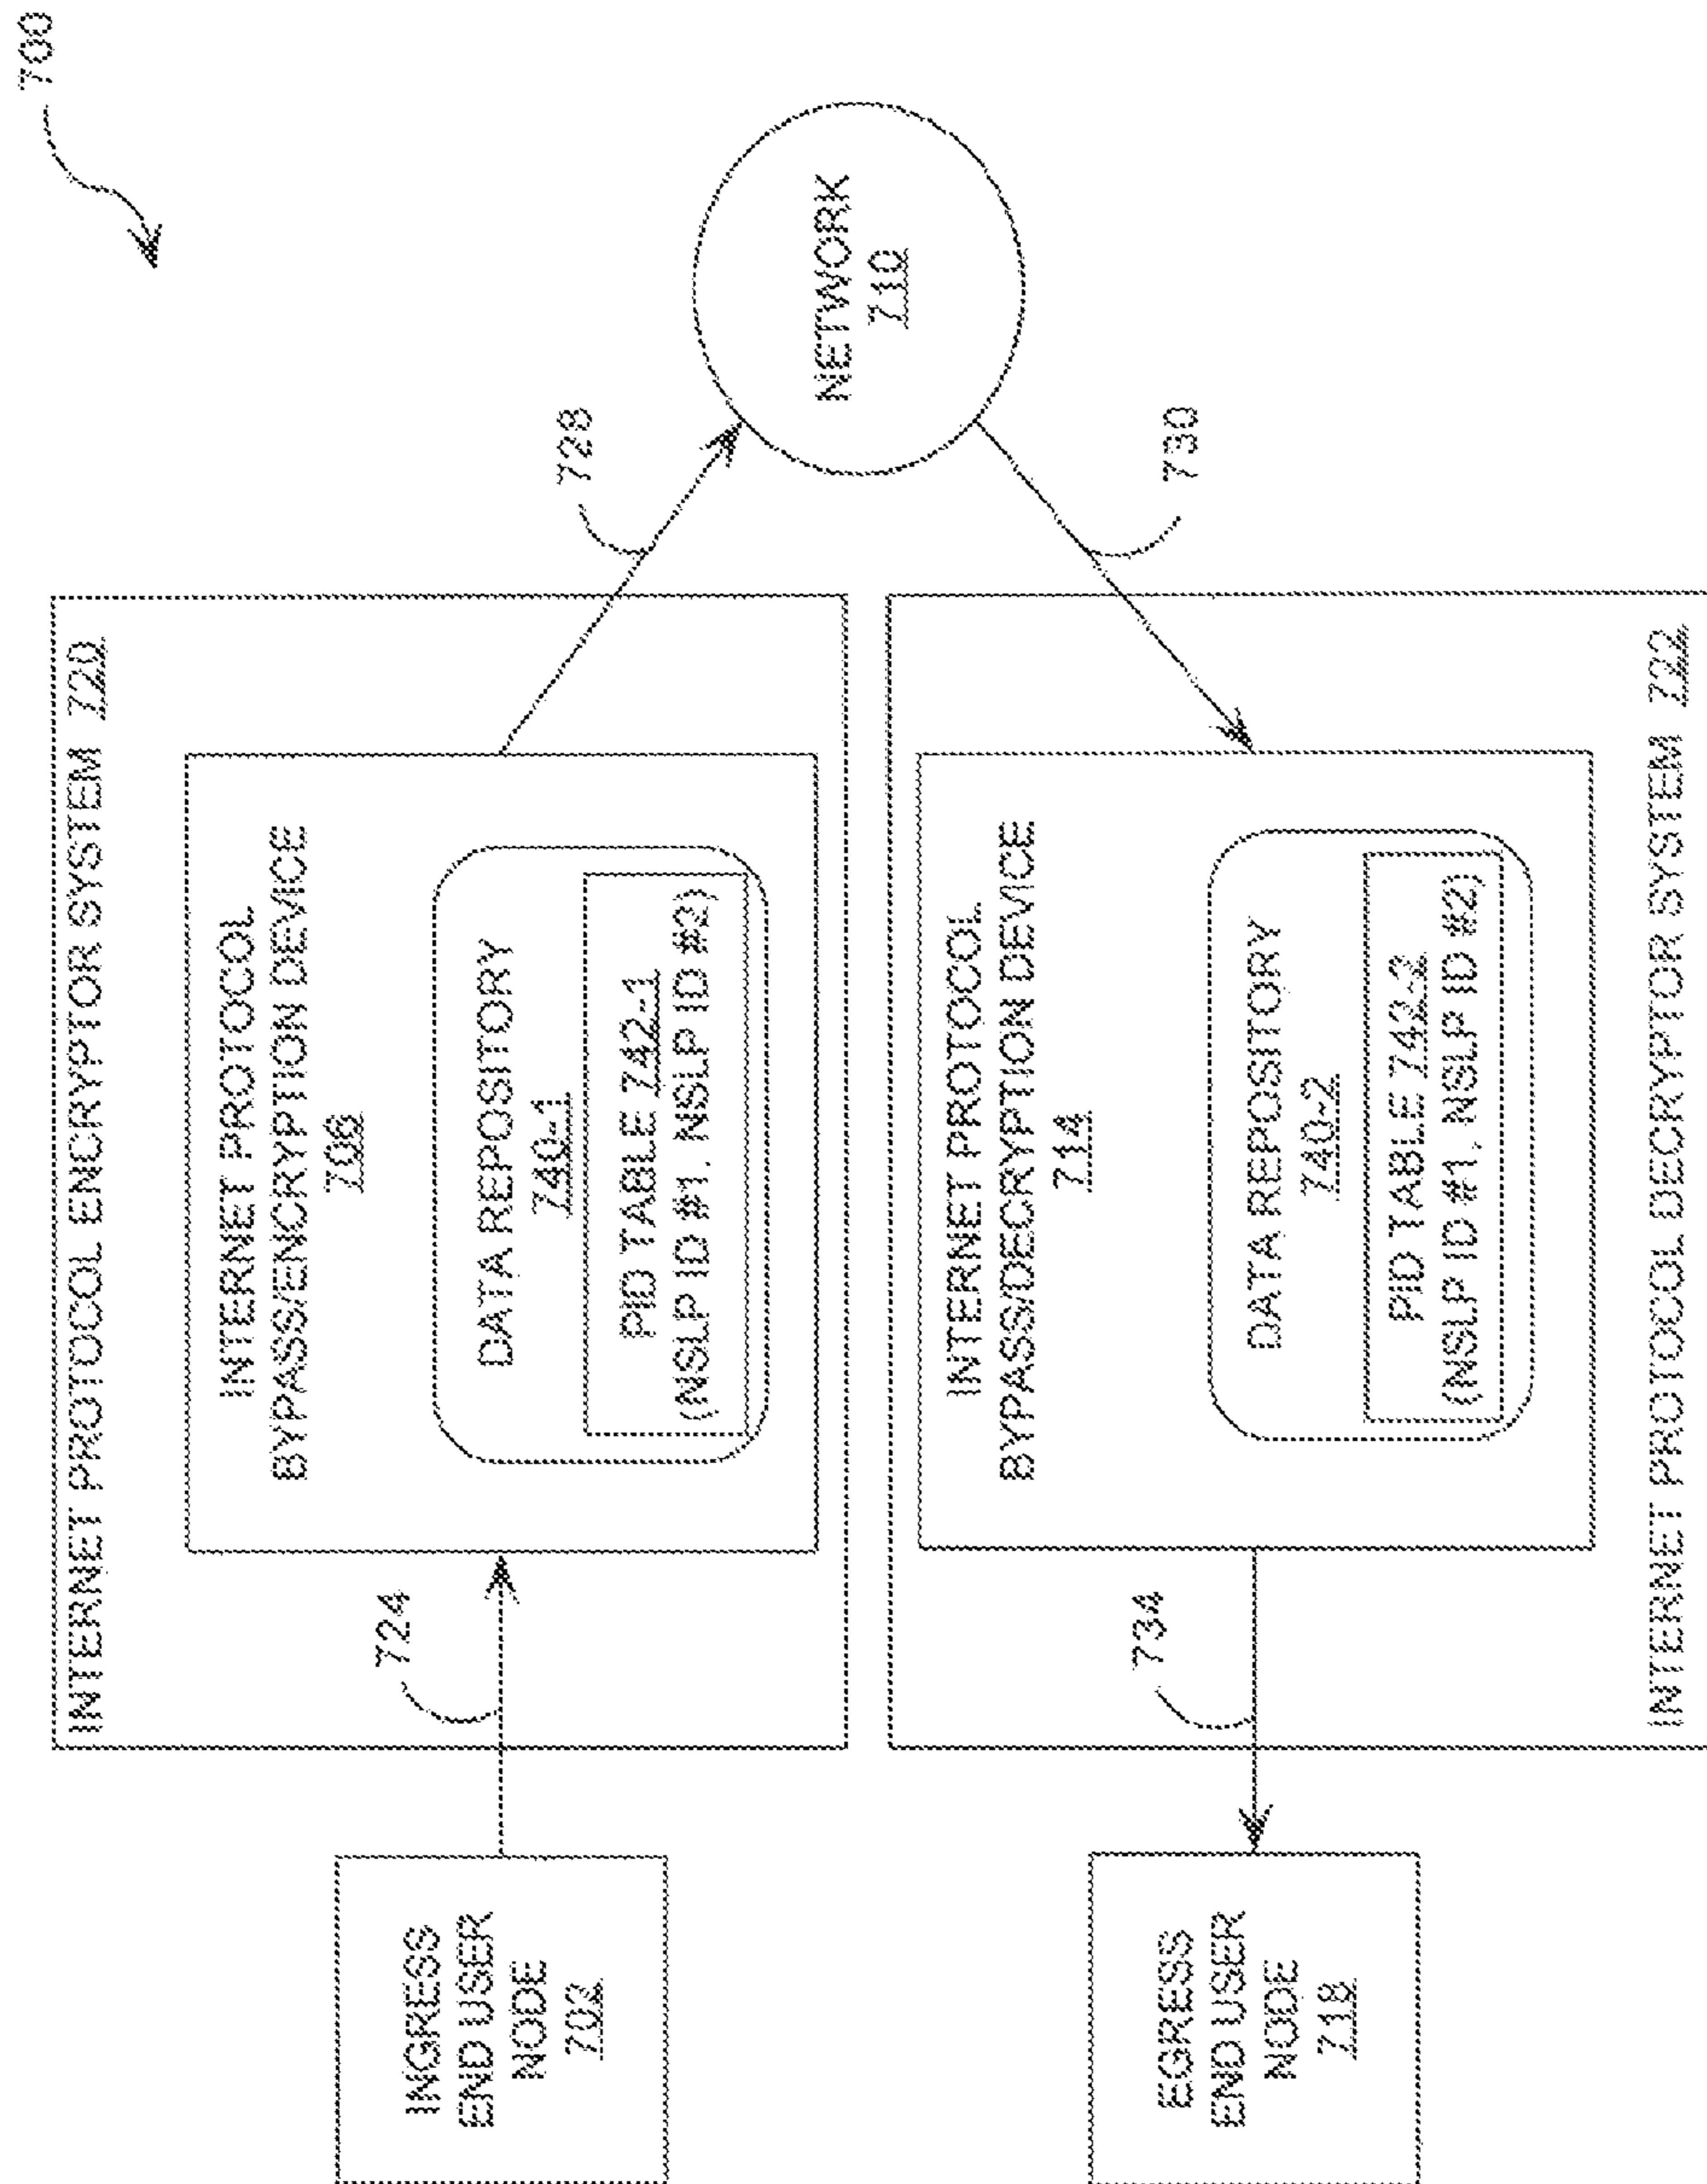 700
INTERNET PROTOCOL ENCRYPTOR SYSTEM 720
INGRESS
END USER
NODE
702
724
INTERNET PROTOCOL
BYPASS/ENCRYPTION DEVICE
706
DATA REPOSITORY
740-1
PID TABLE 742-1
(NSLP ID #1, NSLP ID #2)
728
NETWORK
710
730
INTERNET PROTOCOL
BYPASS/DECRYPTION DEVICE
714
DATA REPOSITORY
740-2
PID TABLE 742-2
(NSLP ID #1, NSLP ID #2)
734
EGRESS
END USER
NODE
718
INTERNET PROTOCOL DECRYPTOR SYSTEM 722